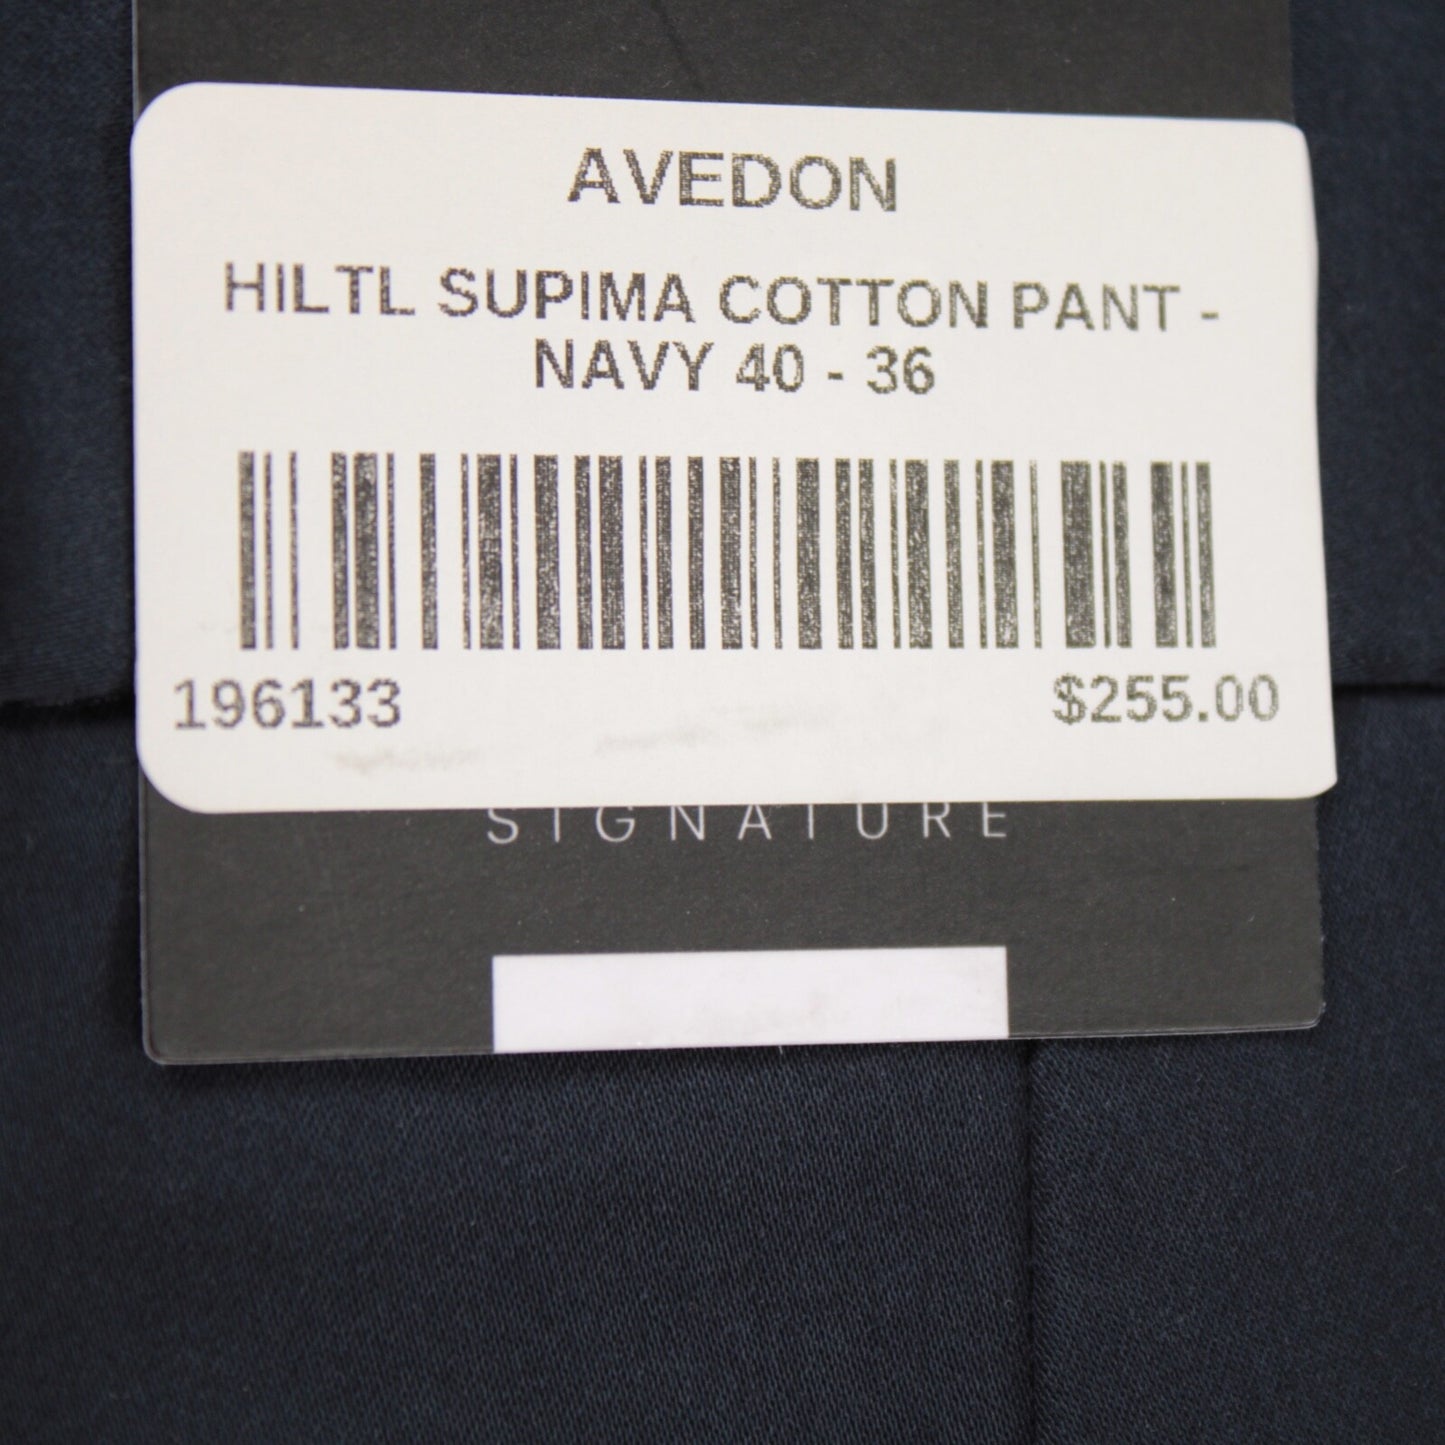 AVEDON
HILTL SUPIMA COTTON PANT -
NAVY 40 - 36
196133 $255.00
SIGNATURE